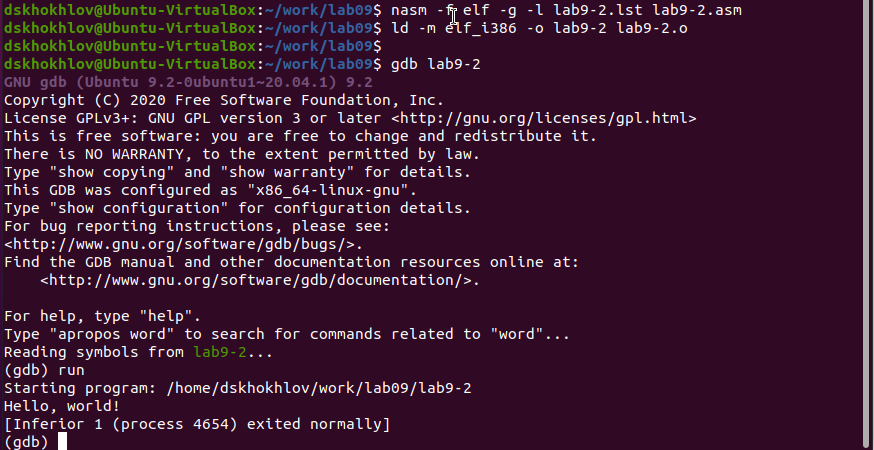 dskhokhlov@Ubuntu-VirtualBox:~/work/lab09$ nasm -f elf -g -l lab9-2.lst lab9-2.asm
dskhokhlov@Ubuntu-VirtualBox:~/work/lab09$ ld -m elf_i386 -o lab9-2 lab9-2.o
dskhokhlov@Ubuntu-VirtualBox:~/work/lab09$
dskhokhlov@Ubuntu-VirtualBox:~/work/lab09$ gdb lab9-2
GNU gdb (Ubuntu 9.2-0ubuntu1~20.04.1) 9.2
Copyright (C) 2020 Free Software Foundation, Inc.
License GPLv3+: GNU GPL version 3 or later <http://gnu.org/licenses/gpl.html>
This is free software: you are free to change and redistribute it.
There is NO WARRANTY, to the extent permitted by law.
Type "show copying" and "show warranty" for details.
This GDB was configured as "x86_64-linux-gnu".
Type "show configuration" for configuration details.
For bug reporting instructions, please see:
<http://www.gnu.org/software/gdb/bugs/>.
Find the GDB manual and other documentation resources online at:
    <http://www.gnu.org/software/gdb/documentation/>.
For help, type "help".
Type "apropos word" to search for commands related to "word"...
Reading symbols from lab9-2...
(gdb) run
Starting program: /home/dskhokhlov/work/lab09/lab9-2
Hello, world!
[Inferior 1 (process 4654) exited normally]
(gdb)